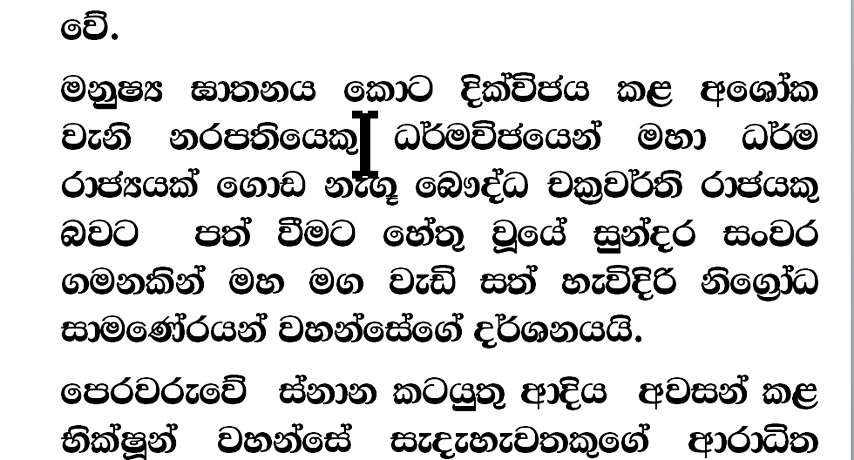 වේ.
මනුෂ්‍ය ඝාතනය කොට දික්විජය කළ අශෝක
වැනි නරපතියෙකු ධර්මවිජයෙන් මහා ධර්ම
රාජ්‍යයක් ගොඩ නැගූ බෞද්ධ චක්‍රවර්ති රාජයකු
බවට පත් වීමට හේතු වූයේ සුන්දර සංවර
ගමනකින් මහ මග වැඩි සත් හැවිදිරි නිග්‍රෝධ
සාමණේරයන් වහන්සේගේ දර්ශනයයි.
පෙරවරුවේ ස්නාන කටයුතු ආදිය අවසන් කළ
භික්ෂූන් වහන්සේ සැදැහැවතකුගේ ආරාධිත